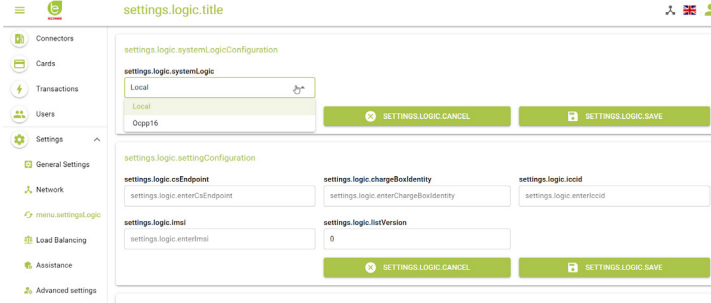 settings.logic.title
Connectors
Cards
Transactions
Users
Settings
General Settings
Network
menu.settingsLogic
Load Balancing
Assistance
Advanced settings
settings.logic.systemLogicConfiguration
settings.logic.systemLogic
Local
Local
Ocpp16
SETTINGS.LOGIC.CANCEL
SETTINGS.LOGIC.SAVE
settings.logic.settingConfiguration
settings.logic.csEndpoint
settings.logic.chargeBoxIdentity
settings.logic.iccid
settings.logic.enterCsEndpoint
settings.logic.enterChargeBoxIdentity
settings.logic.enterIccid
settings.logic.imsi
settings.logic.listVersion
settings.logic.enterImsi
0
SETTINGS.LOGIC.CANCEL
SETTINGS.LOGIC.SAVE